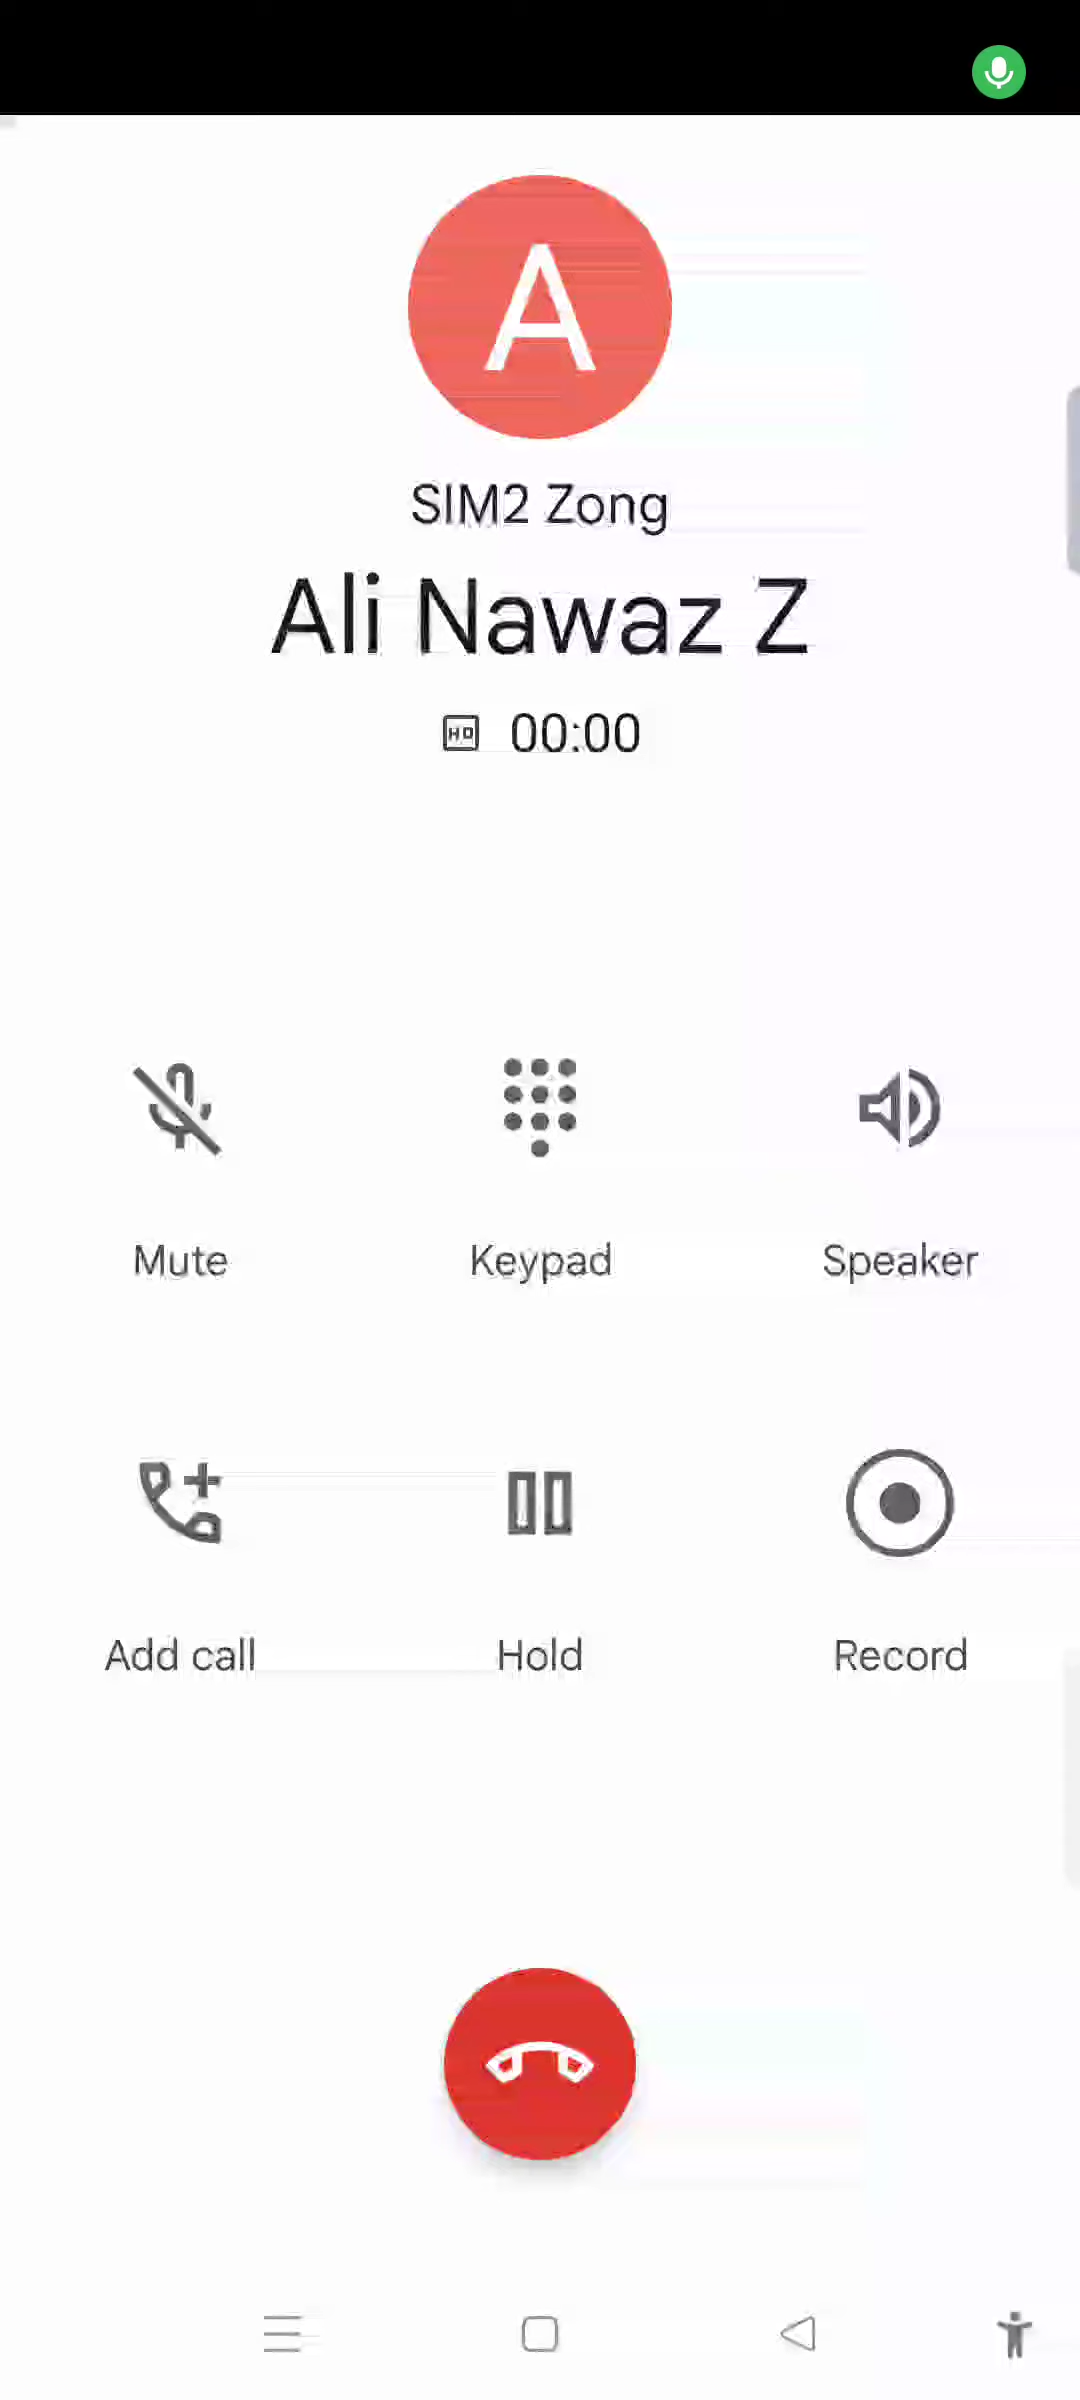 A
SIM2 Zong
Ali Nawaz Z
HD 00:00
Mute Keypad Speaker
Add call Hold Record